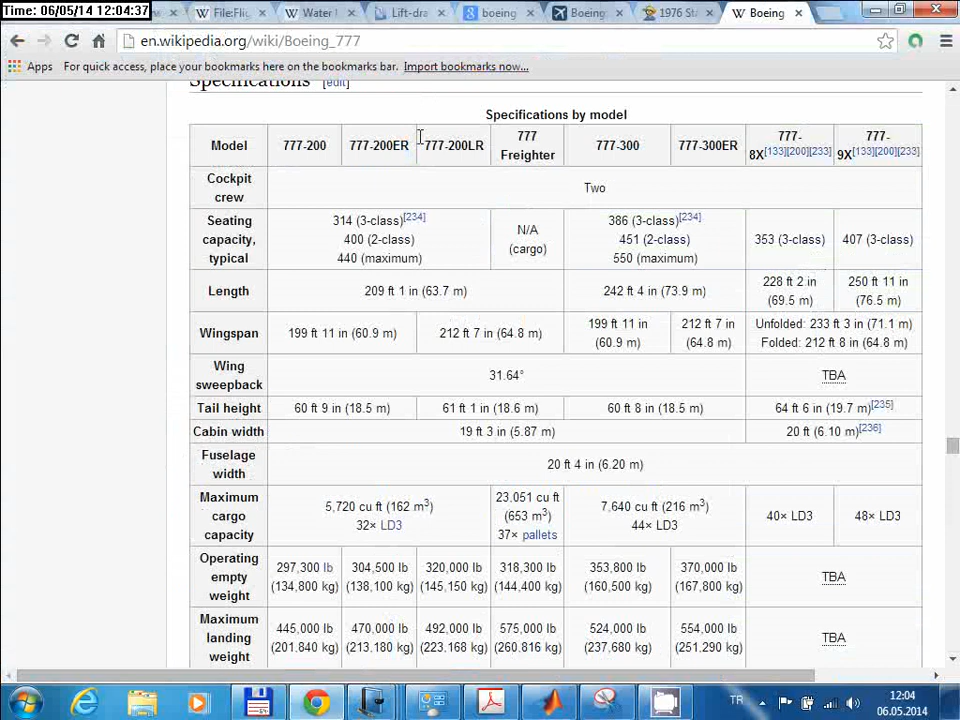 Time: 06/05/14 12:04:37
File:Flig
Water
Lift-dra
boeing
Boeing
1976 Sta
Boeing
en.wikipedia.org/wiki/Boeing_777
Apps For quick access, place your bookmarks here on the bookmarks bar. Import bookmarks now...
Specifications [edit]
Specifications by model
Model 777-200 777-200ER 777-200LR 777 Freighter 777-300 777-300ER 777-8X[133][200][233] 777-9X[133][200][233]
Cockpit crew Two
Seating capacity, typical 314 (3-class)[234] 400 (2-class) 440 (maximum) N/A (cargo) 386 (3-class)[234] 451 (2-class) 550 (maximum) 353 (3-class) 407 (3-class)
Length 209 ft 1 in (63.7 m) 242 ft 4 in (73.9 m) 228 ft 2 in (69.5 m) 250 ft 11 in (76.5 m)
Wingspan 199 ft 11 in (60.9 m) 212 ft 7 in (64.8 m) 199 ft 11 in (60.9 m) 212 ft 7 in (64.8 m) Unfolded: 233 ft 3 in (71.1 m) Folded: 212 ft 8 in (64.8 m)
Wing sweepback 31.64° TBA
Tail height 60 ft 9 in (18.5 m) 61 ft 1 in (18.6 m) 60 ft 8 in (18.5 m) 64 ft 6 in (19.7 m)[235]
Cabin width 19 ft 3 in (5.87 m) 20 ft (6.10 m)[236]
Fuselage width 20 ft 4 in (6.20 m)
Maximum cargo capacity 5,720 cu ft (162 m³) 32× LD3 23,051 cu ft (653 m³) 37× pallets 7,640 cu ft (216 m³) 44× LD3 40× LD3 48× LD3
Operating empty weight 297,300 lb (134,800 kg) 304,500 lb (138,100 kg) 320,000 lb (145,150 kg) 318,300 lb (144,400 kg) 353,800 lb (160,500 kg) 370,000 lb (167,800 kg) TBA
Maximum landing weight 445,000 lb (201.840 kg) 470,000 lb (213.180 kg) 492,000 lb (223.168 kg) 575,000 lb (260.816 kg) 524,000 lb (237,680 kg) 554,000 lb (251.290 kg) TBA
TR
12:04
06.05.2014